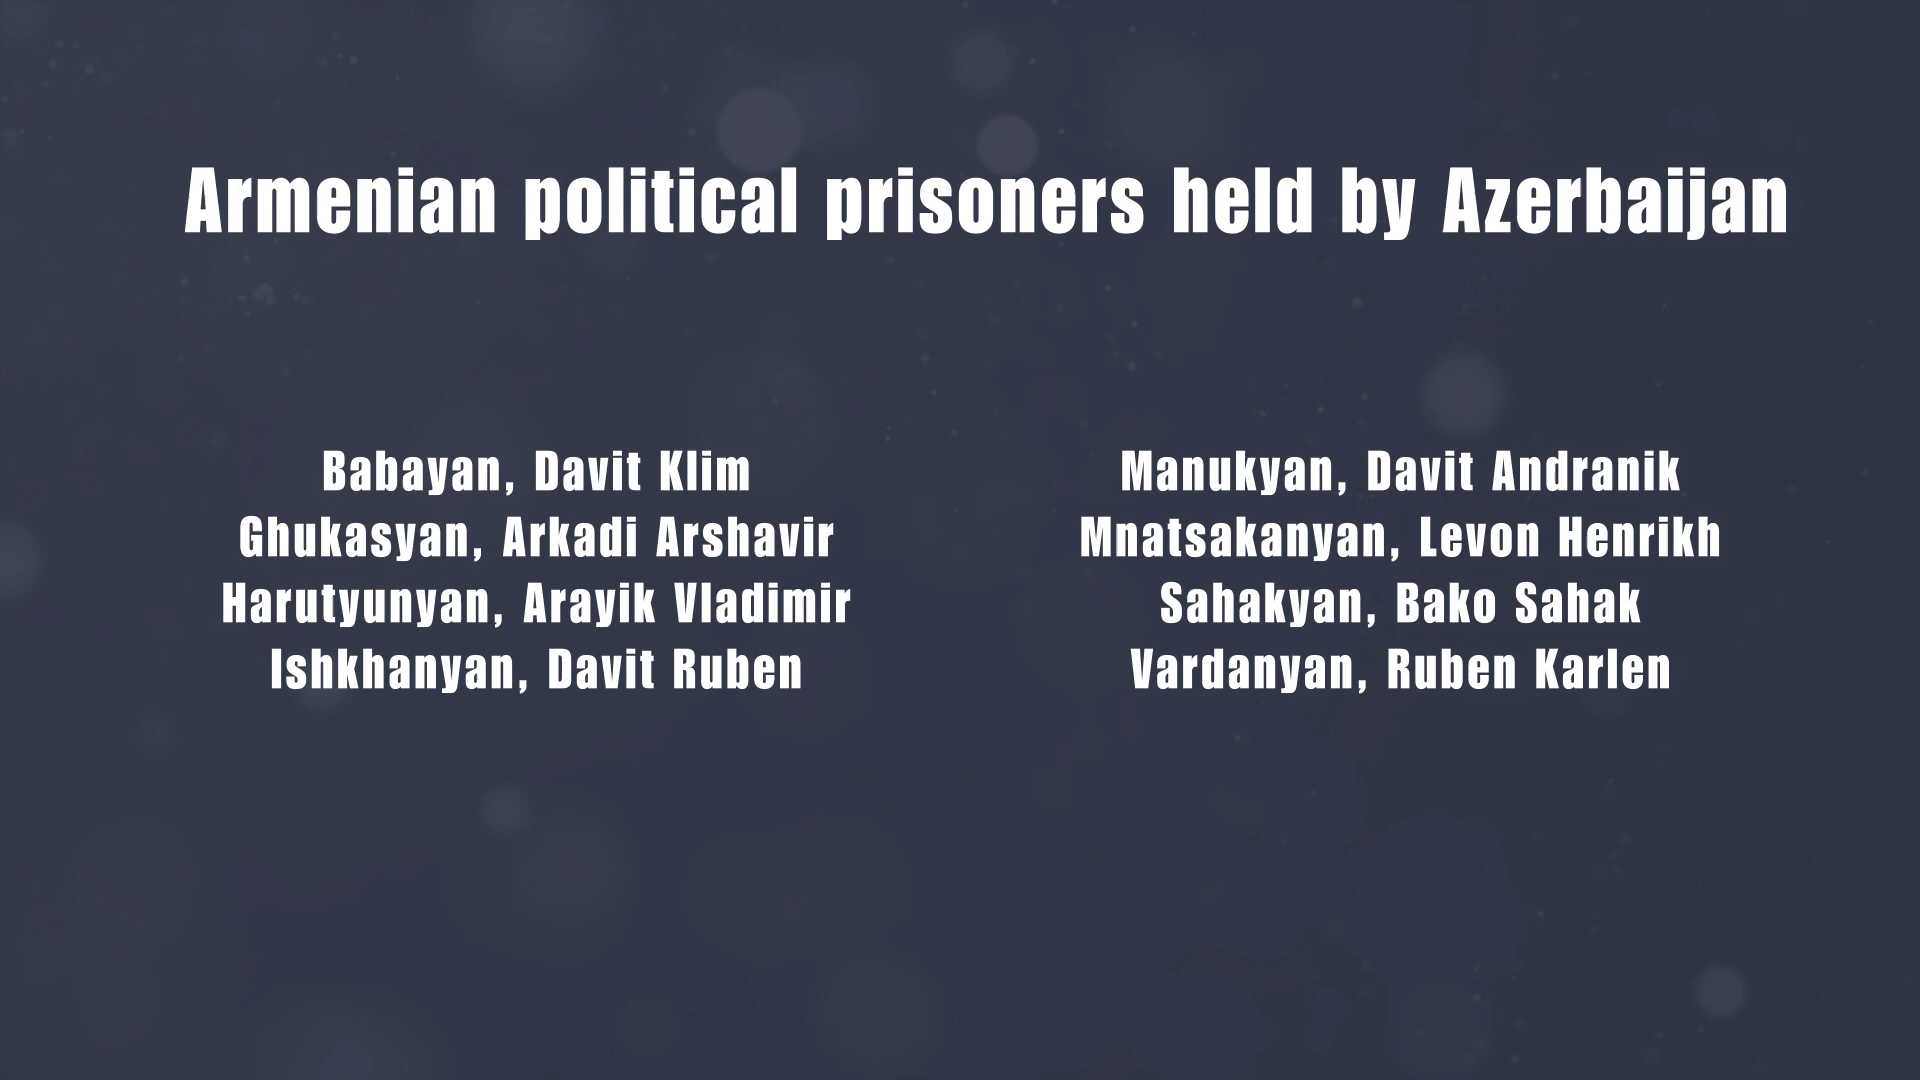 Armenian political prisoners held by Azerbaijan
Babayan, Davit Klim
Ghukasyan, Arkadi Arshavir
Harutyunyan, Arayik Vladimir
Ishkhanyan, Davit Ruben
Manukyan, Davit Andranik
Mnatsakanyan, Levon Henrikh
Sahakyan, Bako Sahak
Vardanyan, Ruben Karlen